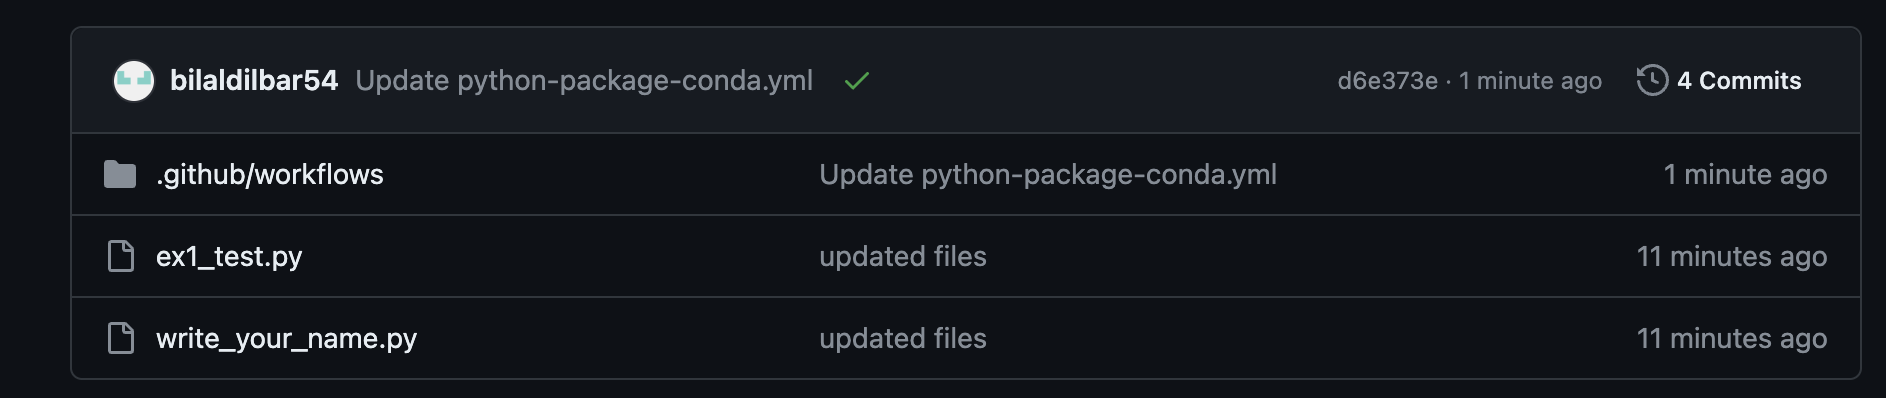 bilaldilbar54 Update python-package-conda.yml d6e373e · 1 minute ago 4 Commits
.github/workflows Update python-package-conda.yml 1 minute ago
ex1_test.py updated files 11 minutes ago
write_your_name.py updated files 11 minutes ago